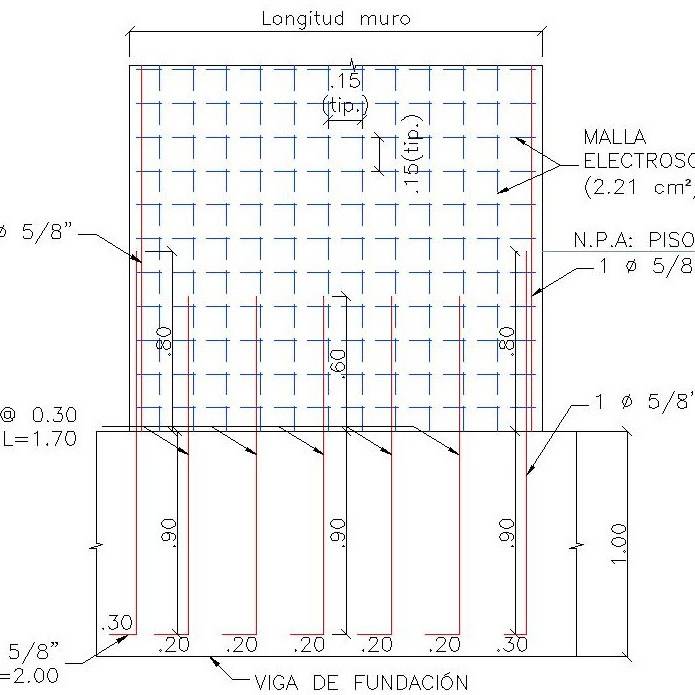 Longitud muro
.15
(tip.)
.15(tip.)
MALLA
ELECTROSO
(2.21 cm²,
ø 5/8"
N.P.A: PISO
1 ø 5/8
.80
.60
.80
@ 0.30
L=1.70
1 ø 5/8'
.90
.90
.90
1.00
.30
.20
.20
.20
.20
.20
.30
5/8"
=2.00
VIGA DE FUNDACIÓN